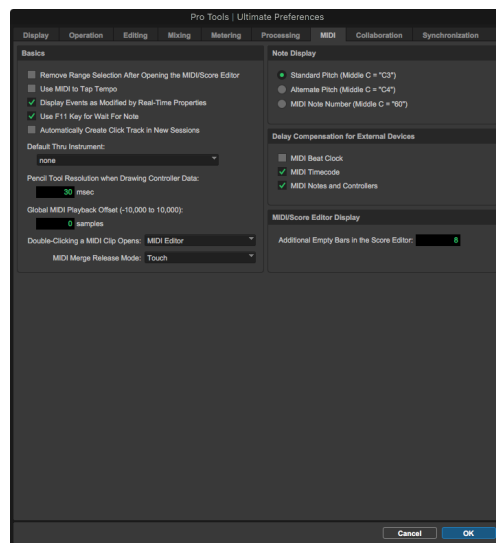 Pro Tools | Ultimate Preferences
Display Operation Editing Mixing Metering Processing MIDI Collaboration Synchronization
Basics
Remove Range Selection After Opening the MIDI/Score Editor
Use MIDI to Tap Tempo
Display Events as Modified by Real-Time Properties
Use F11 Key for Wait For Note
Automatically Create Click Track in New Sessions
Default Thru Instrument:
none
Pencil Tool Resolution when Drawing Controller Data:
30 msec
Global MIDI Playback Offset (-10,000 to 10,000):
0 samples
Double-Clicking a MIDI Clip Opens: MIDI Editor
MIDI Merge Release Mode: Touch
Note Display
Standard Pitch (Middle C = "C3")
Alternate Pitch (Middle C = "C4")
MIDI Note Number (Middle C = "60")
Delay Compensation for External Devices
MIDI Beat Clock
MIDI Timecode
MIDI Notes and Controllers
MIDI/Score Editor Display
Additional Empty Bars in the Score Editor: 8
Cancel OK